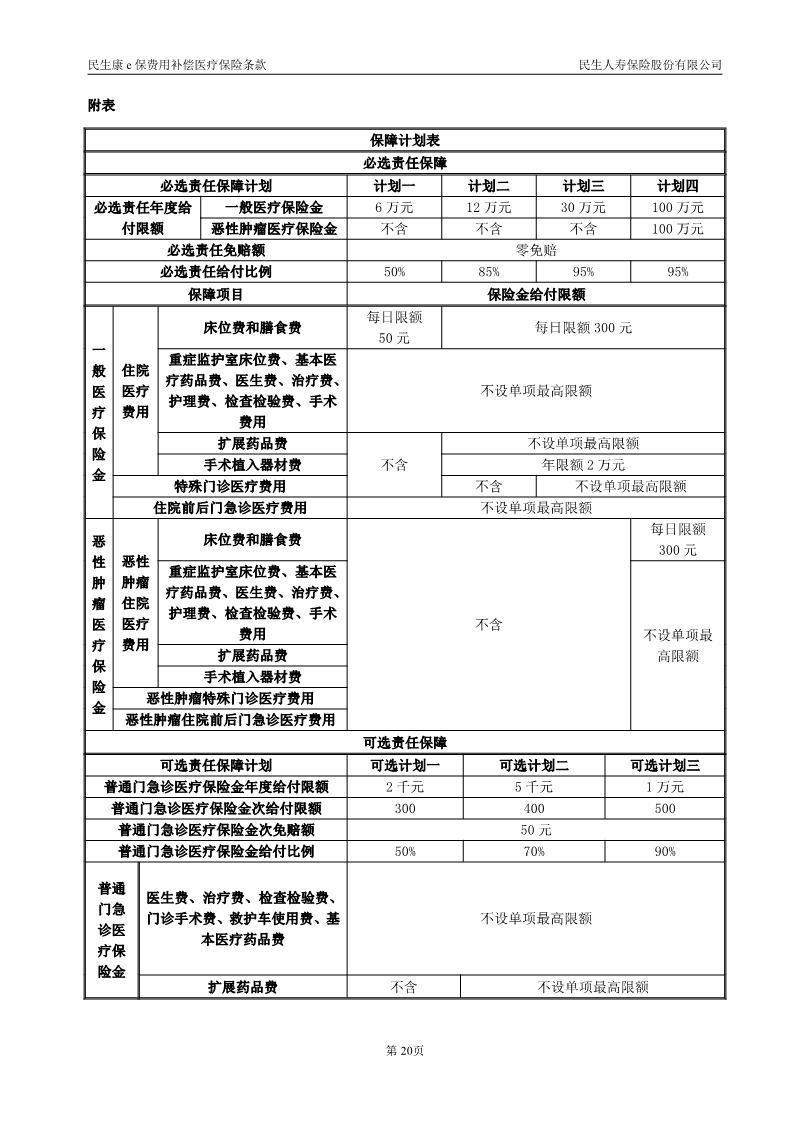 民生康 e 保费用补偿医疗保险条款 民生人寿保险股份有限公司
附表
保障计划表
必选责任保障
必选责任保障计划 计划一 计划二 计划三 计划四
必选责任年度给
付限额
一般医疗保险金 6 万元 12 万元 30 万元 100 万元
恶性肿瘤医疗保险金 不含 不含 不含 100 万元
必选责任免赔额 零免赔
必选责任给付比例 50% 85% 95% 95%
保障项目 保险金给付限额
一
般
医
疗
保
险
金
住院
医疗
费用
床位费和膳食费
每日限额
50 元
每日限额 300 元
重症监护室床位费、基本医
疗药品费、医生费、治疗费、
护理费、检查检验费、手术
费用
不设单项最高限额
扩展药品费
不含
不设单项最高限额
手术植入器材费 年限额 2 万元
特殊门诊医疗费用 不含 不设单项最高限额
住院前后门急诊医疗费用 不设单项最高限额
恶
性
肿
瘤
医
疗
保
险
金
恶性
肿瘤
住院
医疗
费用
床位费和膳食费
不含
每日限额
300 元
重症监护室床位费、基本医
疗药品费、医生费、治疗费、
护理费、检查检验费、手术
费用
不设单项最
高限额
扩展药品费
手术植入器材费
恶性肿瘤特殊门诊医疗费用
恶性肿瘤住院前后门急诊医疗费用
可选责任保障
可选责任保障计划 可选计划一 可选计划二 可选计划三
普通门急诊医疗保险金年度给付限额 2 千元 5 千元 1 万元
普通门急诊医疗保险金次给付限额 300 400 500
普通门急诊医疗保险金次免赔额 50 元
普通门急诊医疗保险金给付比例 50% 70% 90%
普通
门急
诊医
疗保
险金
医生费、治疗费、检查检验费、
门诊手术费、救护车使用费、基
本医疗药品费
不设单项最高限额
扩展药品费 不含 不设单项最高限额
第 20页